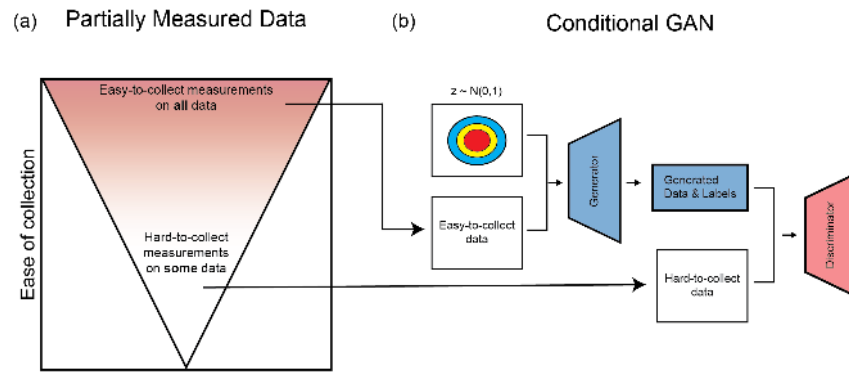 (a) Partially Measured Data
(b) Conditional GAN
Ease of collection
Easy-to-collect measurements
on all data
Hard-to-collect
measurements
on some data
z ~ N(0,1)
Easy-to-collect
data
Generator
Generated
Data & Labels
Hard-to-collect
data
Discriminator